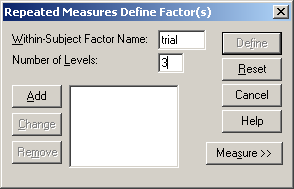 Repeated Measures Define Factor(s)
Within-Subject Factor Name: trial
Define
Number of Levels: 3
Reset
Add
Cancel
Change
Help
Remove
Measure >>